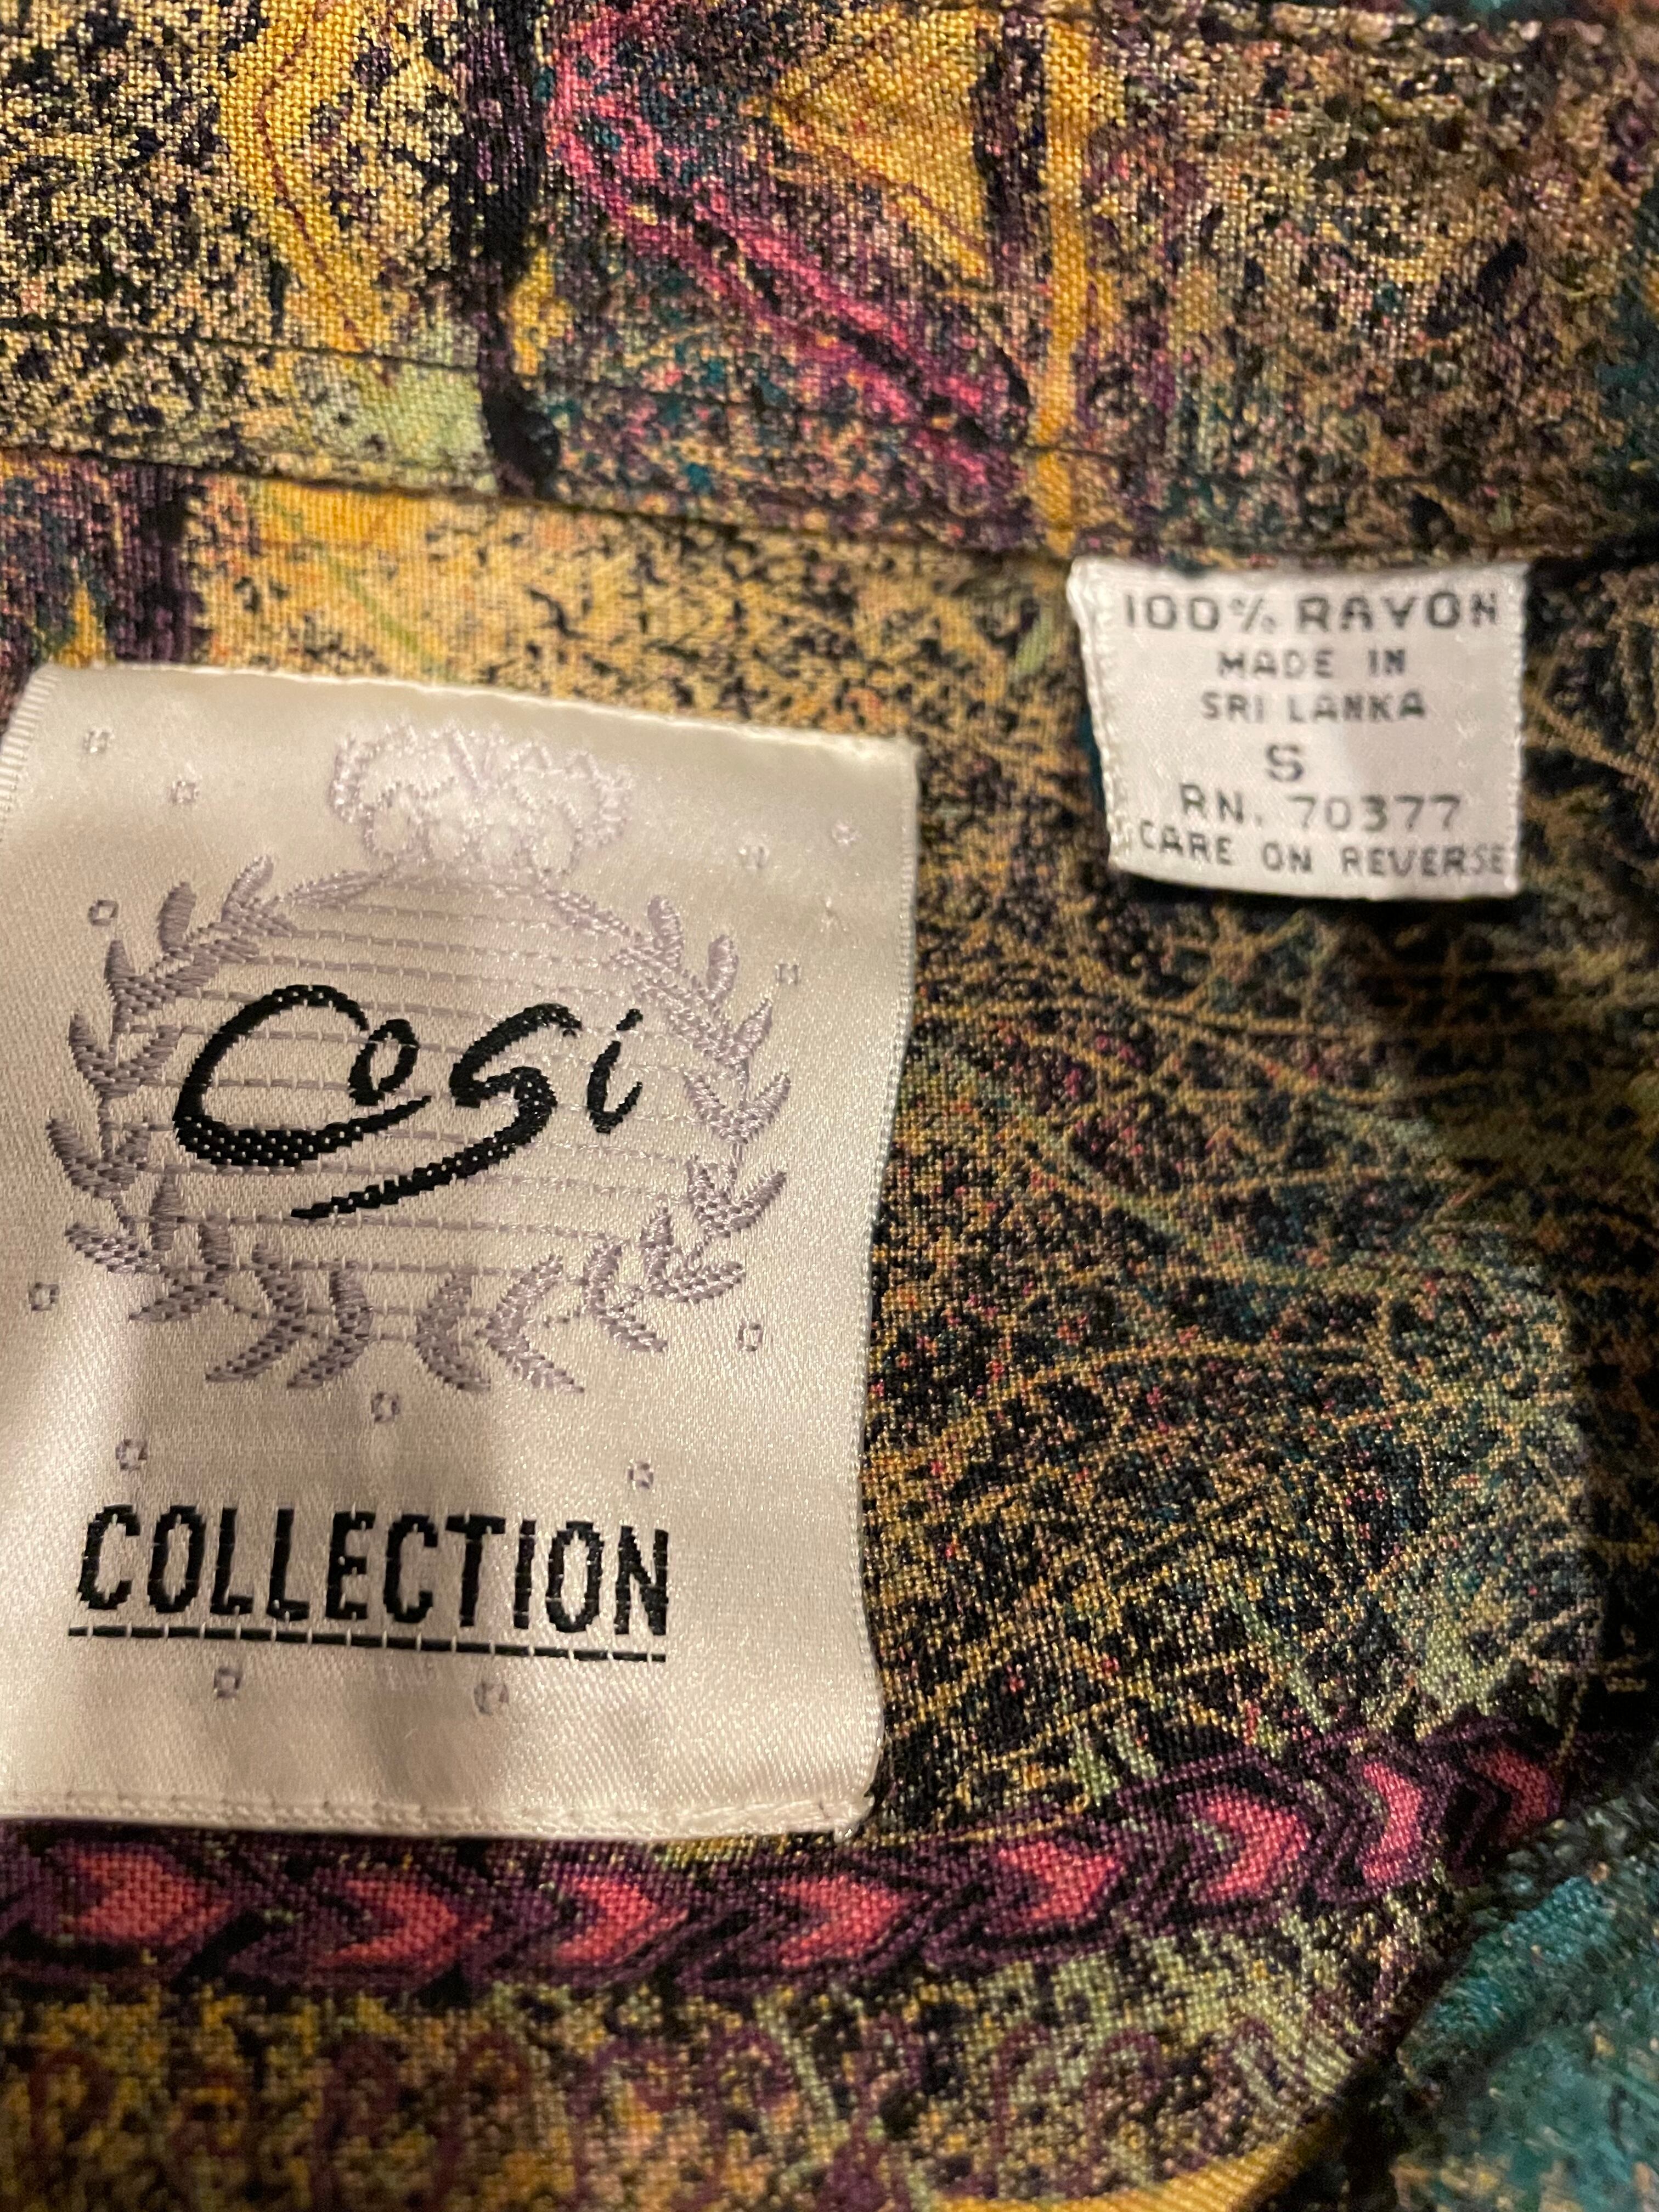 Cosi
COLLECTION
100% RAYON
MADE IN
SRI LANKA
S
RN. 70377
CARE ON REVERSE